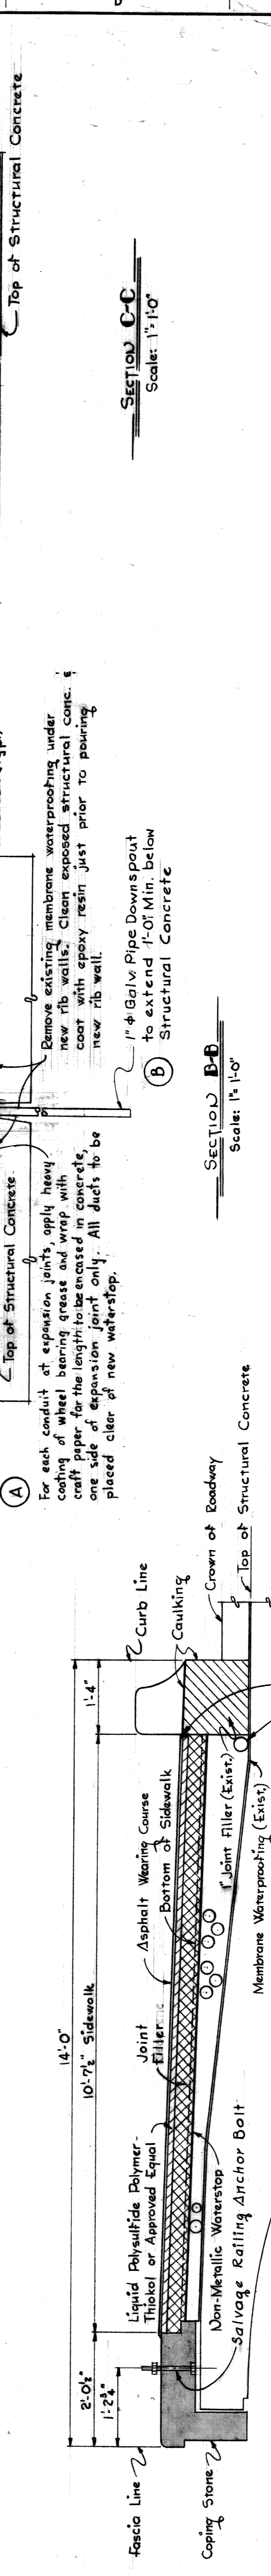 Top of Structural Concrete
SECTION C-C
Scale: 1"= 1'-0"
Remove existing membrane waterproofing under
new rib walls. Clean exposed structural conc. &
coat with epoxy resin just prior to pouring
new rib wall.
1" ϕ Galv. Pipe Downspout
to extend 1'-0" Min. below
Structural Concrete
B
SECTION B-B
Scale: 1"= 1'-0"
Top of Structural Concrete
A
For each conduit at expansion joints, apply heavy
coating of wheel bearing grease and wrap with
craft paper for the length to be encased in concrete,
one side of expansion joint only. All ducts to be
placed clear of new waterstop.
14'-0"
2'-0½"
10'-7½" Sidewalk
1'-4"
1'-2¾"
Fascia Line
Curb Line
Liquid Polysulfide Polymer-
Thiokol or Approved Equal
Joint
Filler
Asphalt Wearing Course
Bottom of Sidewalk
Caulking
Crown of Roadway
Top of Structural Concrete
Coping Stone
Non-Metallic Waterstop
Salvage Railing Anchor Bolt
1" Joint Filler (Exist.)
Membrane Waterproofing (Exist.)